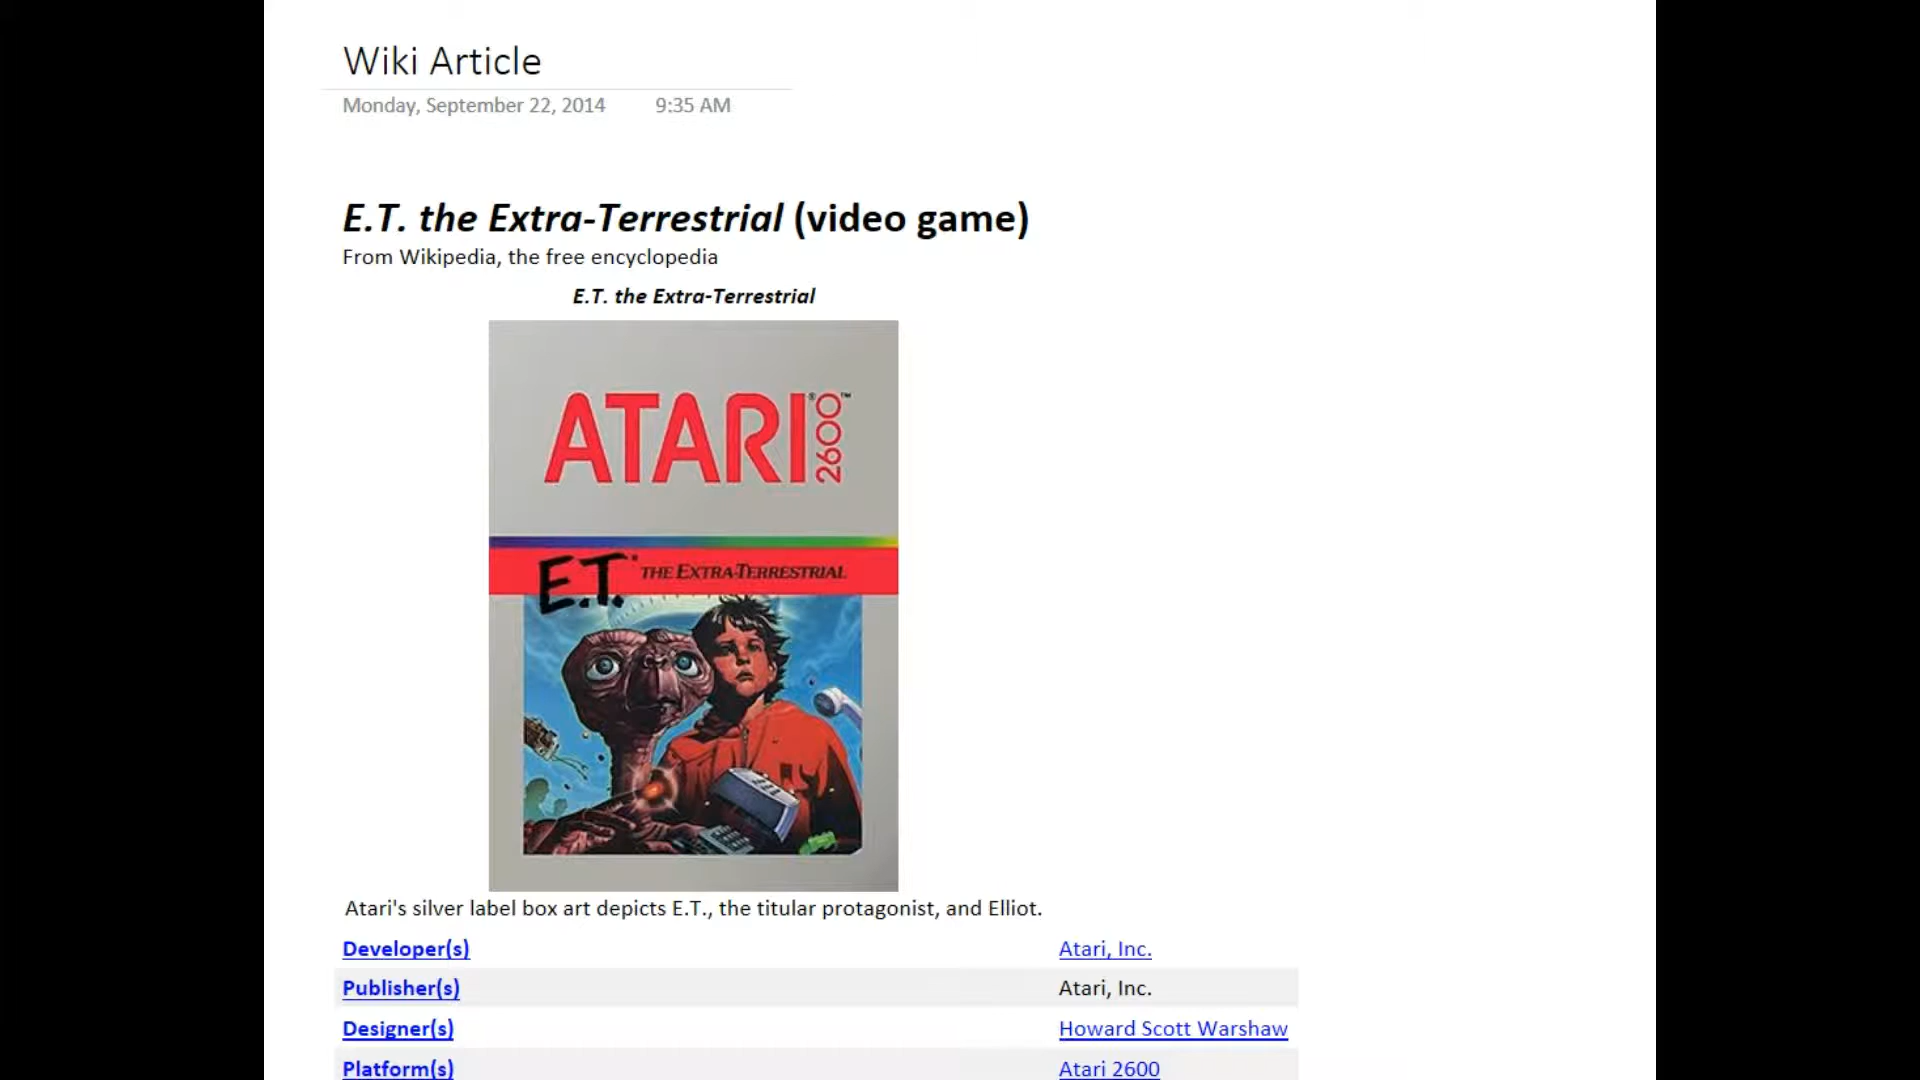 Wiki Article
Monday, September 22, 2014 9:35 AM
E.T. the Extra-Terrestrial (video game)
From Wikipedia, the free encyclopedia
E.T. the Extra-Terrestrial
ATARI® 2600™
E.T.* THE EXTRA-TERRESTRIAL
Atari's silver label box art depicts E.T., the titular protagonist, and Elliot.
Developer(s) Atari, Inc.
Publisher(s) Atari, Inc.
Designer(s) Howard Scott Warshaw
Platform(s) Atari 2600